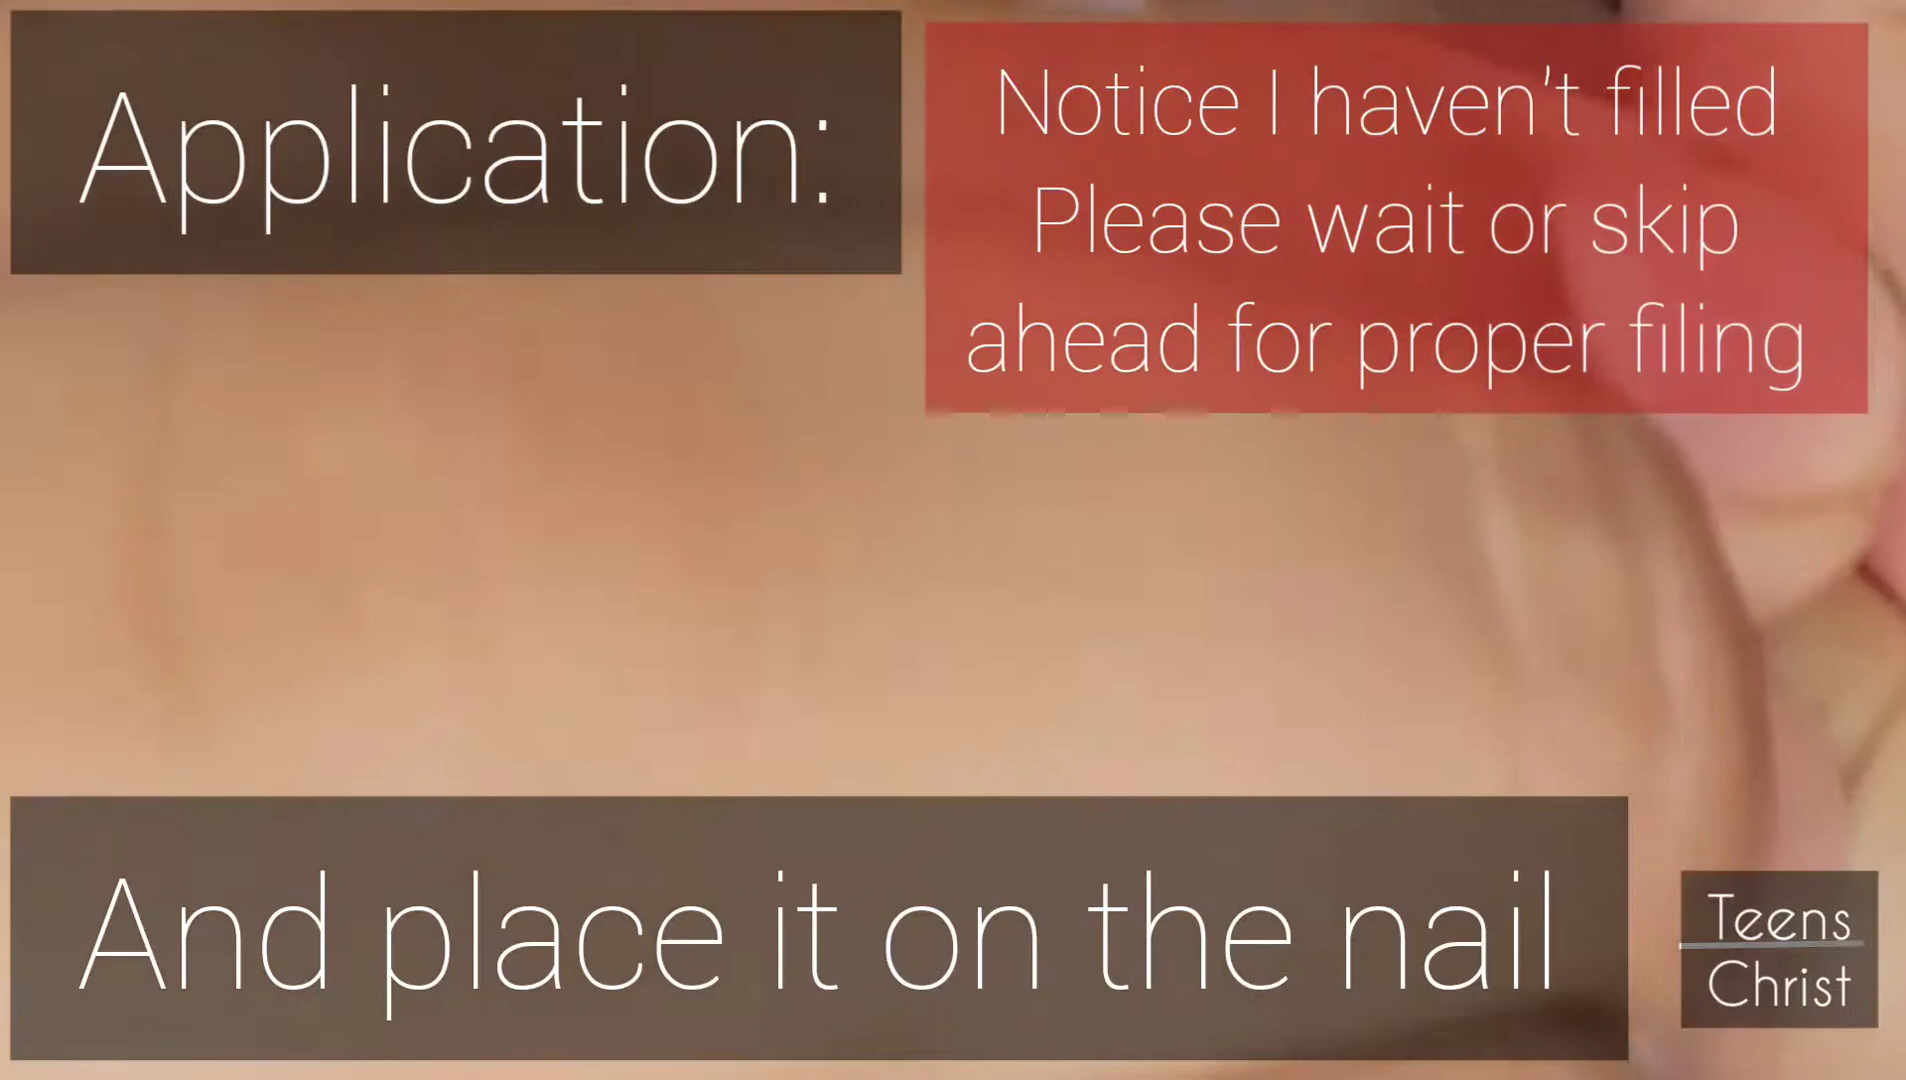 Application:
Notice I haven't filled
Please wait or skip
ahead for proper filing
And place it on the nail
Teens
Christ